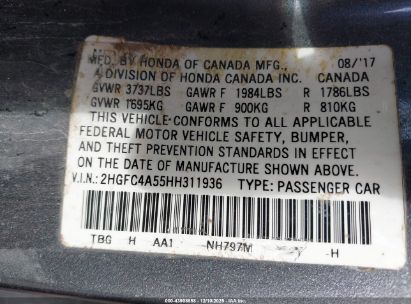 MFD. BY HONDA OF CANADA MFG., 08/'17
A DIVISION OF HONDA CANADA INC. CANADA
GVWR 3737LBS GAWR F 1984LBS R 1786LBS
GVWR 1695KG GAWR F 900KG R 810KG
THIS VEHICLE CONFORMS TO ALL APPLICABLE
FEDERAL MOTOR VEHICLE SAFETY, BUMPER,
AND THEFT PREVENTION STANDARDS IN EFFECT
ON THE DATE OF MANUFACTURE SHOWN ABOVE.
V.I.N.: 2HGFC4A55HH311936 TYPE: PASSENGER CAR
TBG H AA1 NH797M -H